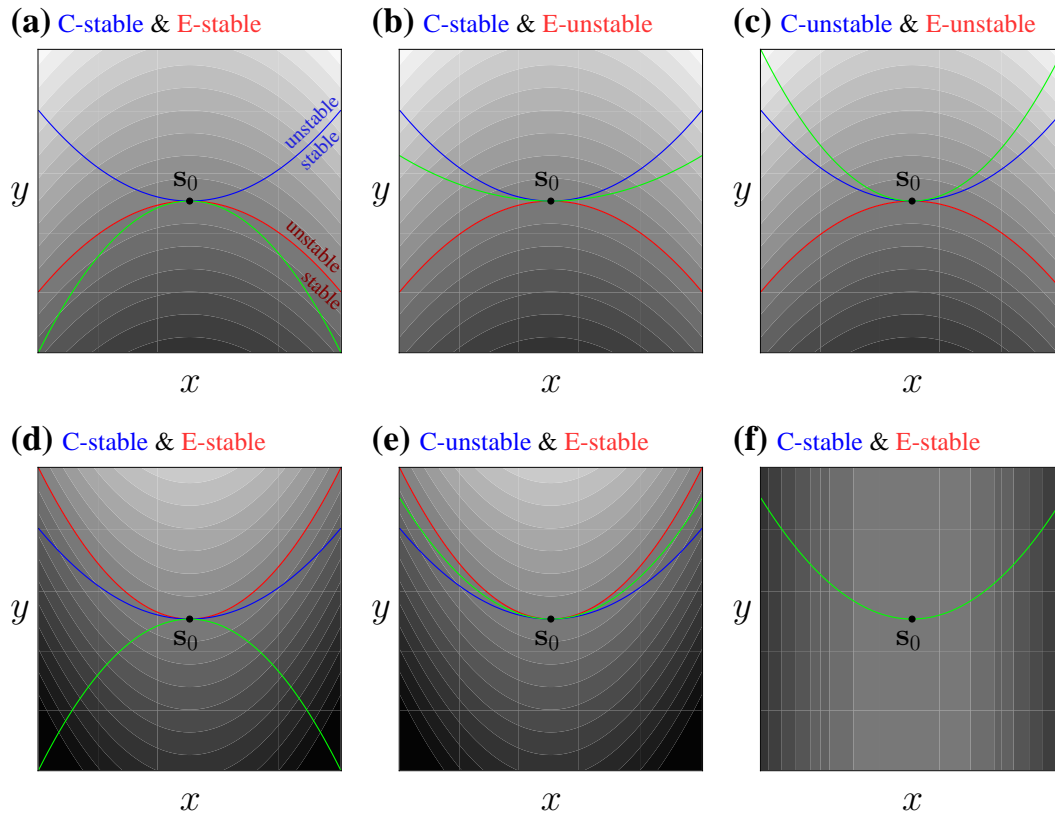 (a) C-stable & E-stable
(b) C-stable & E-unstable
(c) C-unstable & E-unstable
unstable
stable
s0
y
unstable
stable
x
s0
y
x
s0
y
x
(d) C-stable & E-stable
(e) C-unstable & E-stable
(f) C-stable & E-stable
y
s0
x
y
s0
x
y
s0
x